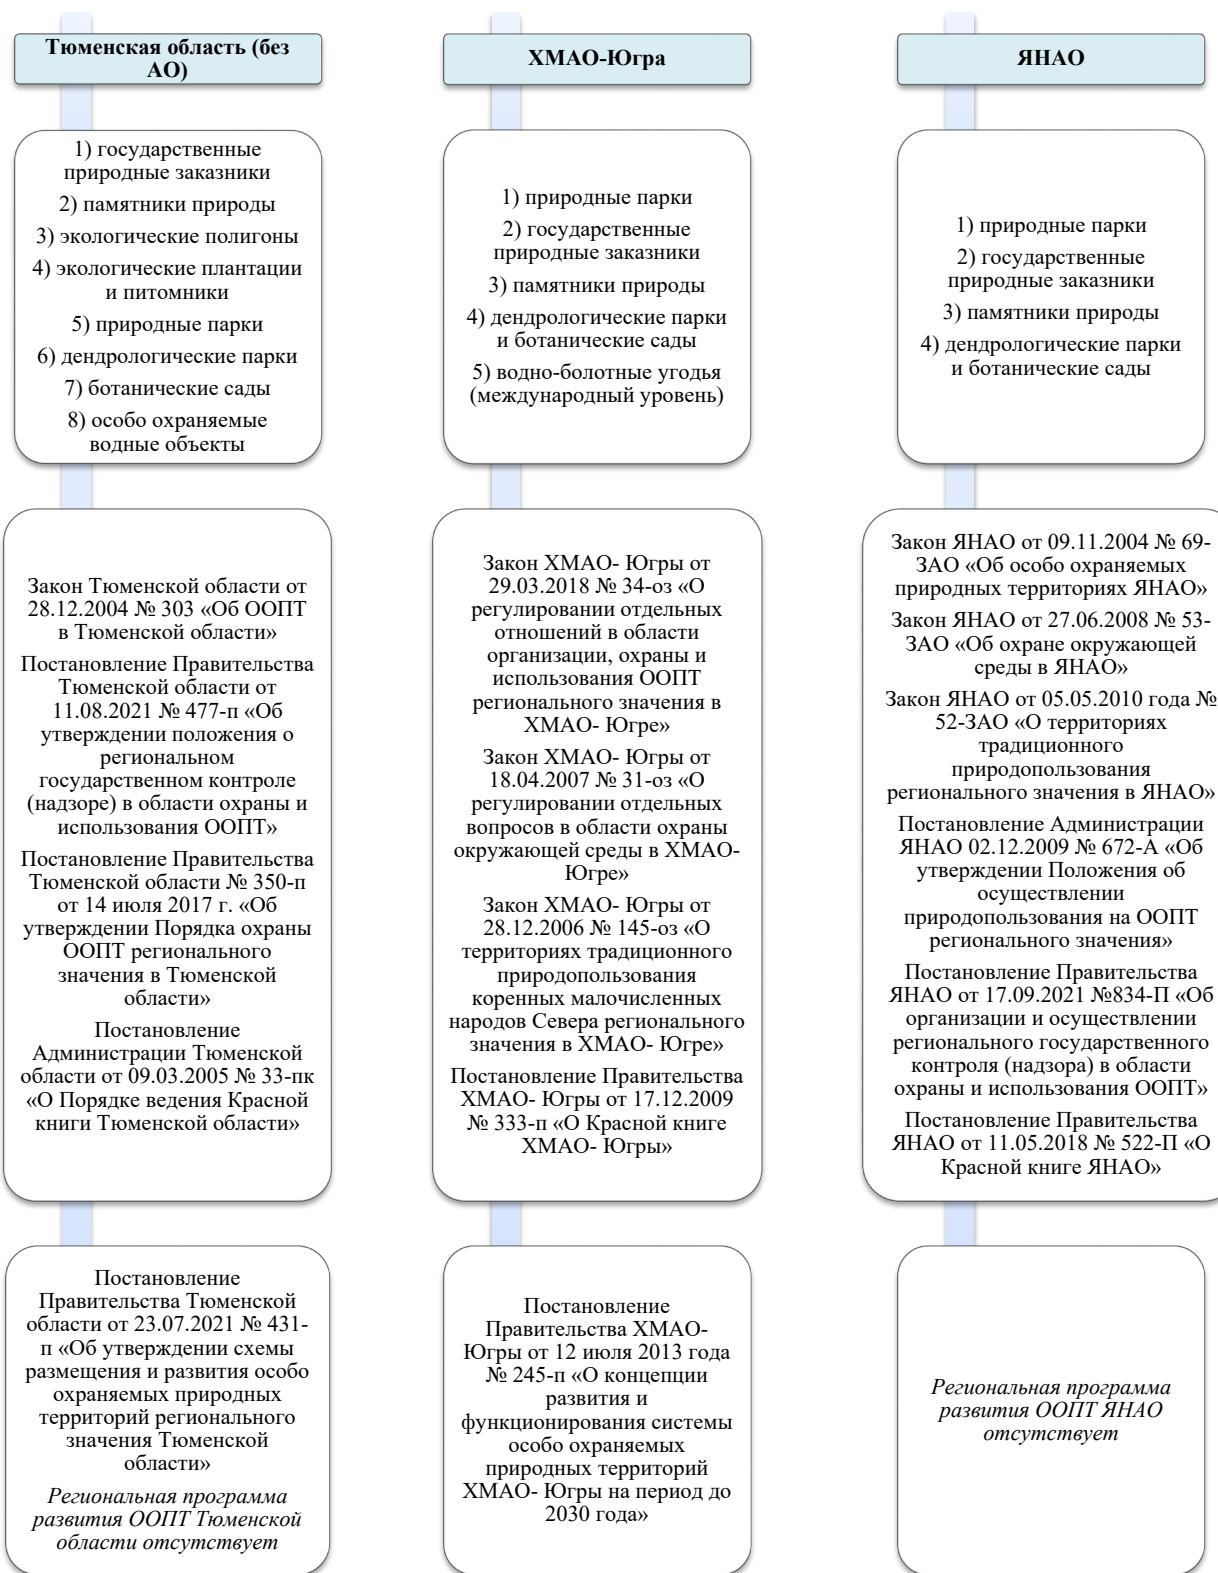 Тюменская область (без
АО)
1) государственные
природные заказники
2) памятники природы
3) экологические полигоны
4) экологические плантации
и питомники
5) природные парки
6) дендрологические парки
7) ботанические сады
8) особо охраняемые
водные объекты
Закон Тюменской области от
28.12.2004 № 303 «Об ООПТ
в Тюменской области»
Постановление Правительства
Тюменской области от
11.08.2021 № 477-п «Об
утверждении положения о
региональном
государственном контроле
(надзоре) в области охраны и
использования ООПТ»
Постановление Правительства
Тюменской области № 350-п
от 14 июля 2017 г. «Об
утверждении Порядка охраны
ООПТ регионального
значения в Тюменской
области»
Постановление
Администрации Тюменской
области от 09.03.2005 № 33-пк
«О Порядке ведения Красной
книги Тюменской области»
Постановление
Правительства Тюменской
области от 23.07.2021 № 431-
п «Об утверждении схемы
размещения и развития особо
охраняемых природных
территорий регионального
значения Тюменской
области»
Региональная программа
развития ООПТ Тюменской
области отсутствует
ХМАО-Югра
1) природные парки
2) государственные
природные заказники
3) памятники природы
4) дендрологические парки
и ботанические сады
5) водно-болотные угодья
(международный уровень)
Закон ХМАО- Югры от
29.03.2018 № 34-оз «О
регулировании отдельных
отношений в области
организации, охраны и
использования ООПТ
регионального значения в
ХМАО- Югре»
Закон ХМАО- Югры от
18.04.2007 № 31-оз «О
регулировании отдельных
вопросов в области охраны
окружающей среды в ХМАО-
Югре»
Закон ХМАО- Югры от
28.12.2006 № 145-оз «О
территориях традиционного
природопользования
коренных малочисленных
народов Севера регионального
значения в ХМАО- Югре»
Постановление Правительства
ХМАО- Югры от 17.12.2009
№ 333-п «О Красной книге
ХМАО- Югры»
Постановление
Правительства ХМАО-
Югры от 12 июля 2013 года
№ 245-п «О концепции
развития и
функционирования системы
особо охраняемых
природных территорий
ХМАО- Югры на период до
2030 года»
ЯНАО
1) природные парки
2) государственные
природные заказники
3) памятники природы
4) дендрологические парки
и ботанические сады
Закон ЯНАО от 09.11.2004 № 69-
ЗАО «Об особо охраняемых
природных территориях ЯНАО»
Закон ЯНАО от 27.06.2008 № 53-
ЗАО «Об охране окружающей
среды в ЯНАО»
Закон ЯНАО от 05.05.2010 года №
52-ЗАО «О территориях
традиционного
природопользования
регионального значения в ЯНАО»
Постановление Администрации
ЯНАО 02.12.2009 № 672-А «Об
утверждении Положения об
осуществлении
природопользования на ООПТ
регионального значения»
Постановление Правительства
ЯНАО от 17.09.2021 №834-П «Об
организации и осуществлении
регионального государственного
контроля (надзора) в области
охраны и использования ООПТ»
Постановление Правительства
ЯНАО от 11.05.2018 № 522-П «О
Красной книге ЯНАО»
Региональная программа
развития ООПТ ЯНАО
отсутствует